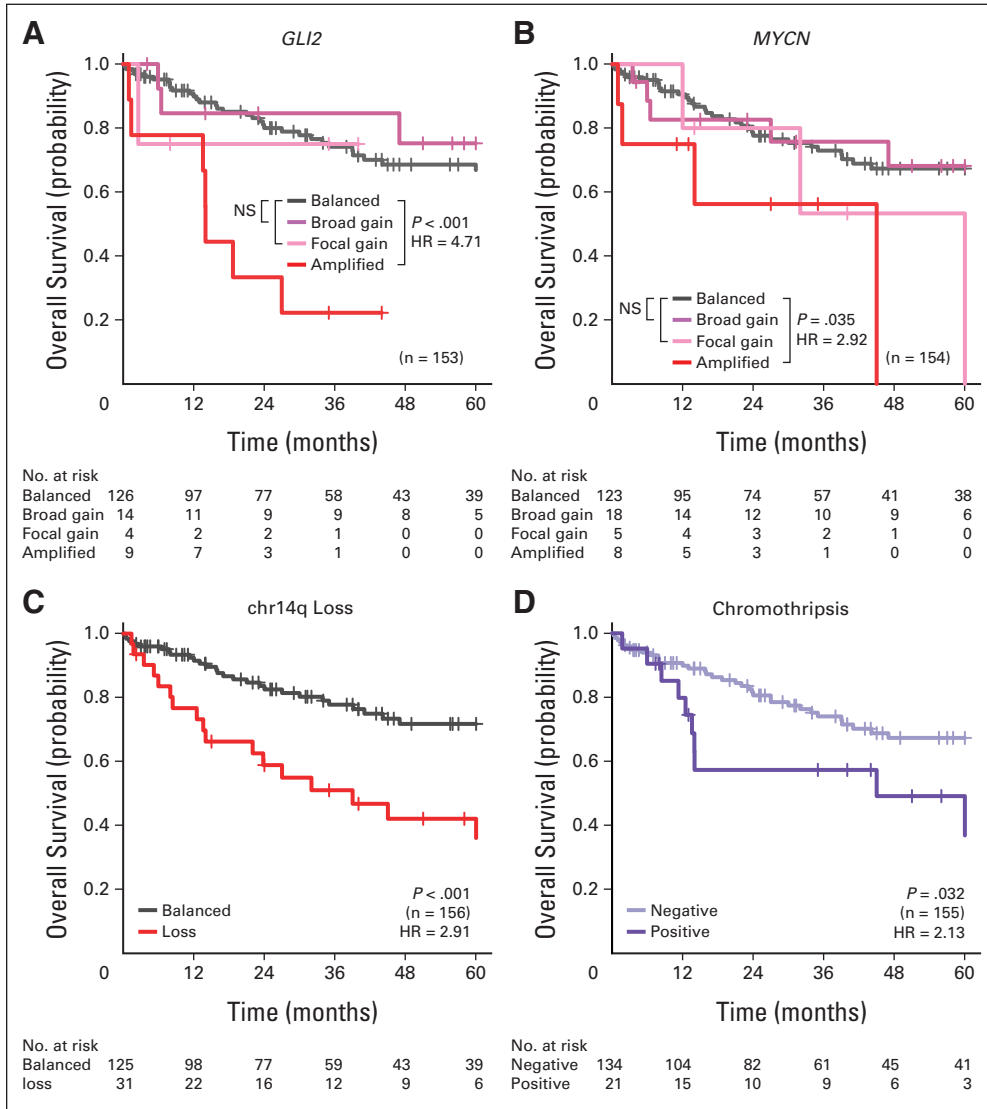 A
GLI2
Overall Survival (probability)
1.0
0.8
0.6
0.4
0.2
0
12
24
36
48
60
Time (months)
NS
Balanced
Broad gain
Focal gain
Amplified
P < .001
HR = 4.71
(n = 153)
No. at risk
Balanced 126 97 77 58 43 39
Broad gain 14 11 9 9 8 5
Focal gain 4 2 2 1 0 0
Amplified 9 7 3 1 0 0
B
MYCN
Overall Survival (probability)
1.0
0.8
0.6
0.4
0.2
0
12
24
36
48
60
Time (months)
NS
Balanced
Broad gain
Focal gain
Amplified
P = .035
HR = 2.92
(n = 154)
No. at risk
Balanced 123 95 74 57 41 38
Broad gain 18 14 12 10 9 6
Focal gain 5 4 3 2 1 0
Amplified 8 5 3 1 0 0
C
chr14q Loss
Overall Survival (probability)
1.0
0.8
0.6
0.4
0.2
0
12
24
36
48
60
Time (months)
Balanced
Loss
P < .001
(n = 156)
HR = 2.91
No. at risk
Balanced 125 98 77 59 43 39
loss 31 22 16 12 9 6
D
Chromothripsis
Overall Survival (probability)
1.0
0.8
0.6
0.4
0.2
0
12
24
36
48
60
Time (months)
Negative
Positive
P = .032
(n = 155)
HR = 2.13
No. at risk
Negative 134 104 82 61 45 41
Positive 21 15 10 9 6 3